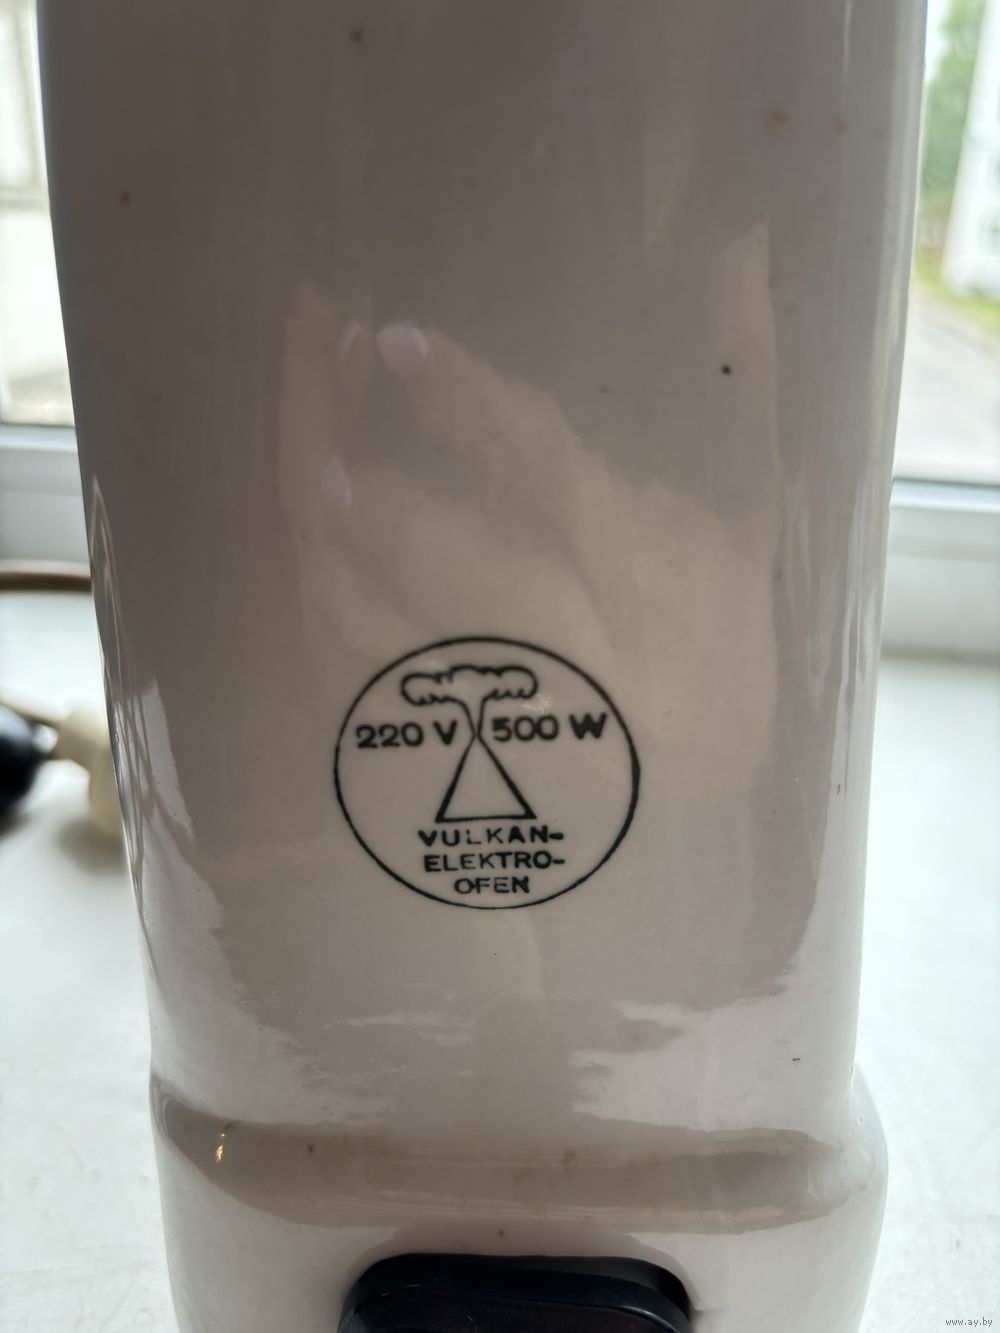 220 V 500 W
VULKAN-
ELEKTRO-
OFEN
www.ay.by